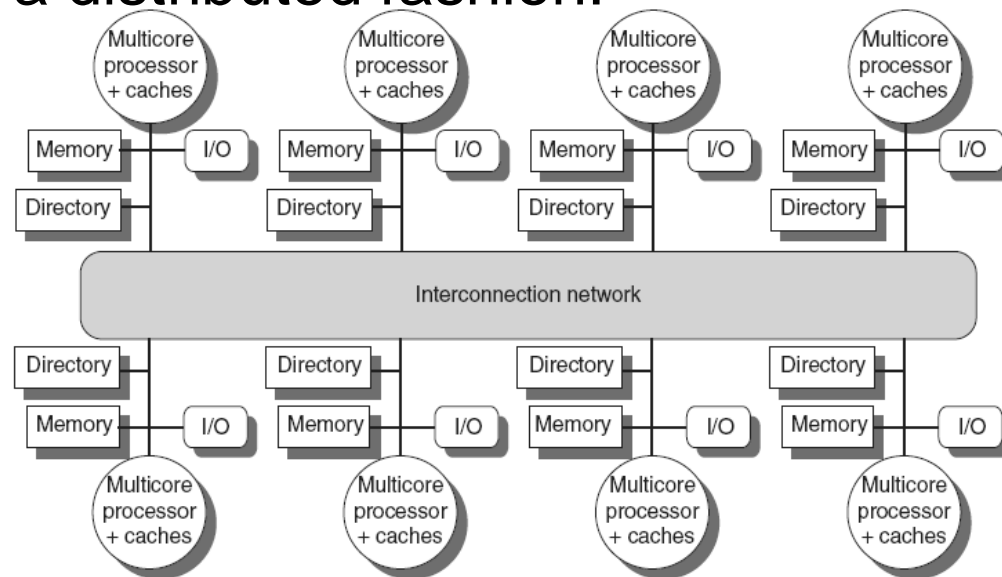 a distributed fashion.
Multicore Multicore Multicore Multicore
processor processor processor processor
+ caches + caches + caches + caches
Memory I/O Memory I/O Memory I/O Memory I/O
Directory Directory Directory Directory
Interconnection network
Directory Directory Directory Directory
Memory I/O Memory I/O Memory I/O Memory I/O
Multicore Multicore Multicore Multicore
processor processor processor processor
+ caches + caches + caches + caches